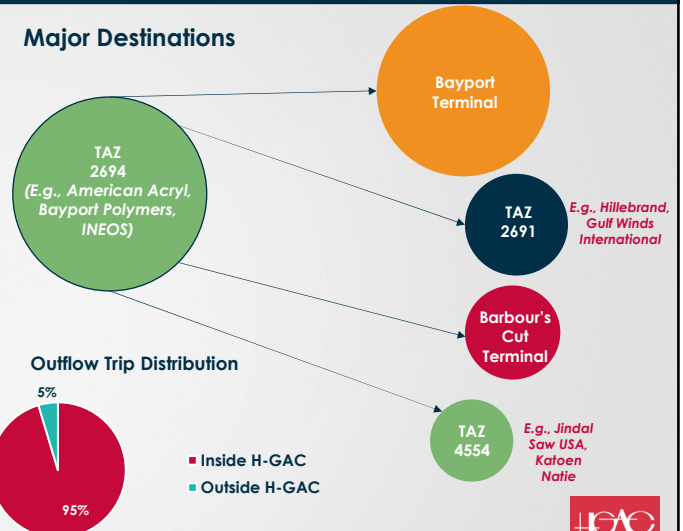 Major Destinations
Bayport
Terminal
TAZ
2694
(E.g., American Acryl,
Bayport Polymers,
INEOS)
TAZ
2691
E.g., Hillebrand,
Gulf Winds
International
Barbour's
Cut
Terminal
Outflow Trip Distribution
5%
95%
Inside H-GAC
Outside H-GAC
TAZ
4554
E.g., Jindal
Saw USA,
Katoen
Natie